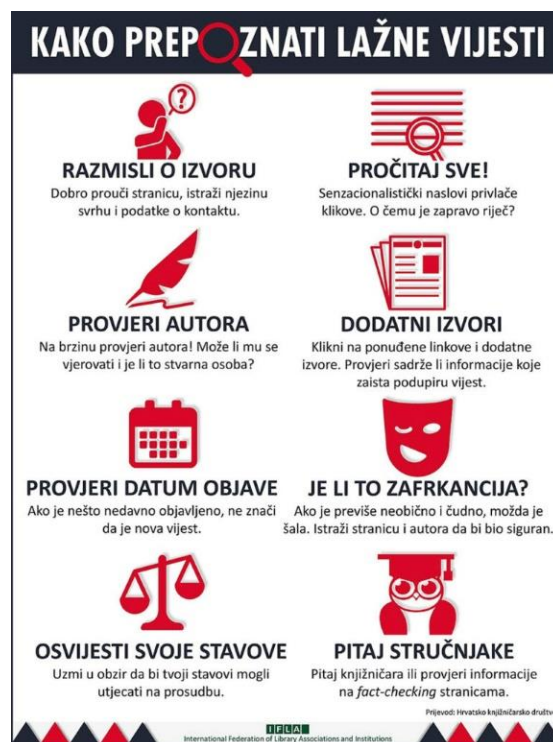 KAKO PREPOZNATI LAŽNE VIJESTI
RAZMISLI O IZVORU
Dobro prouči stranicu, istraži njezinu
svrhu i podatke o kontaktu.
PROČITAJ SVE!
Senzacionalistički naslovi privlače
klikove. O čemu je zapravo riječ?
PROVJERI AUTORA
Na brzinu provjeri autora! Može li mu se
vjerovati i je li to stvarna osoba?
DODATNI IZVORI
Klikni na ponuđene linkove i dodatne
izvore. Provjeri sadrže li informacije koje
zaista podupiru vijest.
PROVJERI DATUM OBJAVE
Ako je nešto nedavno objavljeno, ne znači
da je nova vijest.
JE LI TO ZAFRKANCIJA?
Ako je previše neobično i čudno, možda je
šala. Istraži stranicu i autora da bi bio siguran.
OSVIJESTI SVOJE STAVOVE
Uzmi u obzir da bi tvoji stavovi mogli
utjecati na prosudbu.
PITAJ STRUČNJAKE
Pitaj knjižničara ili provjeri informacije
na fact-checking stranicama.
Prijevod: Hrvatsko knjižničarsko društvo
IFLA
International Federation of Library Associations and Institutions